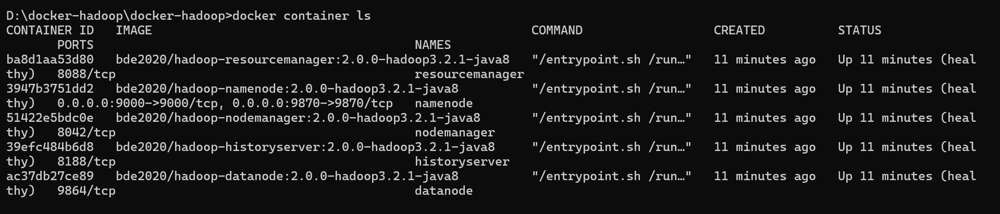 D:\docker-hadoop\docker-hadoop>docker container ls
CONTAINER ID   IMAGE                                                    COMMAND                  CREATED          STATUS
       PORTS                                            NAMES
ba8d1aa53d80   bde2020/hadoop-resourcemanager:2.0.0-hadoop3.2.1-java8   "/entrypoint.sh /run…"   11 minutes ago   Up 11 minutes (heal
thy)   8088/tcp                                         resourcemanager
3947b3751dd2   bde2020/hadoop-namenode:2.0.0-hadoop3.2.1-java8          "/entrypoint.sh /run…"   11 minutes ago   Up 11 minutes (heal
thy)   0.0.0.0:9000->9000/tcp, 0.0.0.0:9870->9870/tcp   namenode
51422e5bdc0e   bde2020/hadoop-nodemanager:2.0.0-hadoop3.2.1-java8       "/entrypoint.sh /run…"   11 minutes ago   Up 11 minutes (heal
thy)   8042/tcp                                         nodemanager
39efc484b6d8   bde2020/hadoop-historyserver:2.0.0-hadoop3.2.1-java8     "/entrypoint.sh /run…"   11 minutes ago   Up 11 minutes (heal
thy)   8188/tcp                                         historyserver
ac37db27ce89   bde2020/hadoop-datanode:2.0.0-hadoop3.2.1-java8          "/entrypoint.sh /run…"   11 minutes ago   Up 11 minutes (heal
thy)   9864/tcp                                         datanode